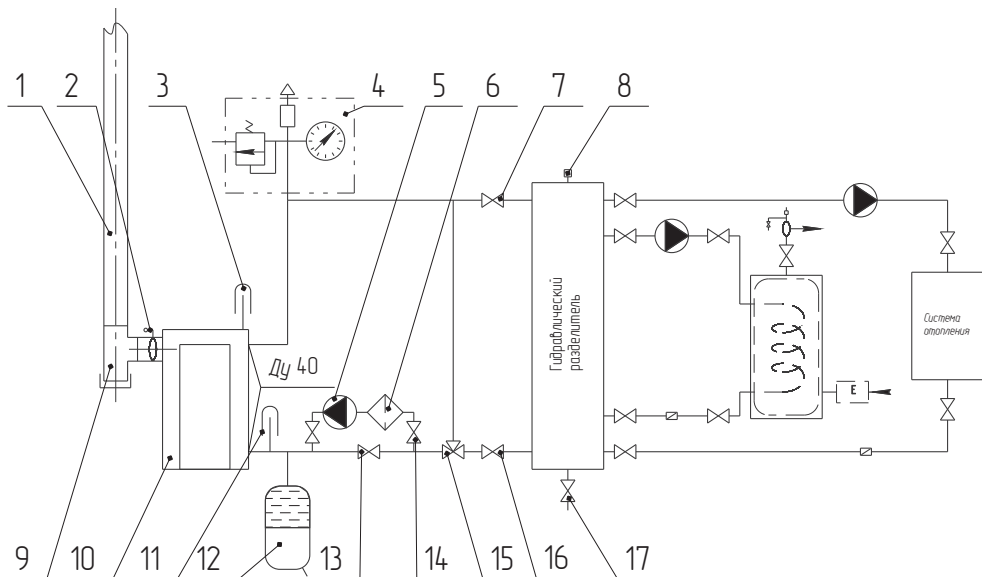 1 2 3 4 5 6 7 8
Гидравлический
разделитель
Система
отопления
Ду 40
E
9 10 11 12 13 14 15 16 17